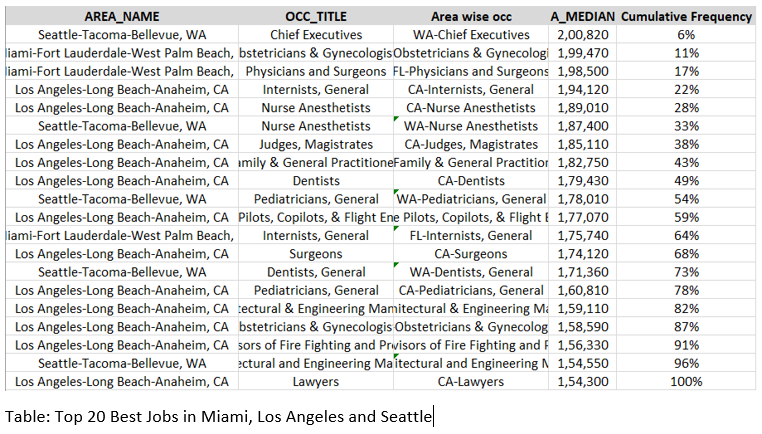 AREA_NAME OCC_TITLE Area wise occ A_MEDIAN Cumulative Frequency
Seattle-Tacoma-Bellevue, WA Chief Executives WA-Chief Executives 2,00,820 6%
iami-Fort Lauderdale-West Palm Beach, bstetricians & Gynecologis Obstetricians & Gynecologi 1,99,470 11%
iami-Fort Lauderdale-West Palm Beach, Physicians and Surgeons FL-Physicians and Surgeons 1,98,500 17%
Los Angeles-Long Beach-Anaheim, CA Internists, General CA-Internists, General 1,94,120 22%
Los Angeles-Long Beach-Anaheim, CA Nurse Anesthetists CA-Nurse Anesthetists 1,89,010 28%
Seattle-Tacoma-Bellevue, WA Nurse Anesthetists WA-Nurse Anesthetists 1,87,400 33%
Los Angeles-Long Beach-Anaheim, CA Judges, Magistrates CA-Judges, Magistrates 1,85,110 38%
Los Angeles-Long Beach-Anaheim, CA amily & General Practitione Family & General Practitior 1,82,750 43%
Los Angeles-Long Beach-Anaheim, CA Dentists CA-Dentists 1,79,430 49%
Seattle-Tacoma-Bellevue, WA Pediatricians, General WA-Pediatricians, General 1,78,010 54%
Los Angeles-Long Beach-Anaheim, CA Pilots, Copilots, & Flight Ene Pilots, Copilots, & Flight E 1,77,070 59%
iami-Fort Lauderdale-West Palm Beach, Internists, General FL-Internists, General 1,75,740 64%
Los Angeles-Long Beach-Anaheim, CA Surgeons CA-Surgeons 1,74,120 68%
Seattle-Tacoma-Bellevue, WA Dentists, General WA-Dentists, General 1,71,360 73%
Los Angeles-Long Beach-Anaheim, CA Pediatricians, General CA-Pediatricians, General 1,60,810 78%
Los Angeles-Long Beach-Anaheim, CA tectural & Engineering Man itectural & Engineering Ma 1,59,110 82%
Los Angeles-Long Beach-Anaheim, CA bstetricians & Gynecologis Obstetricians & Gynecolog 1,58,590 87%
Los Angeles-Long Beach-Anaheim, CA sors of Fire Fighting and Pr visors of Fire Fighting and F 1,56,330 91%
Seattle-Tacoma-Bellevue, WA ectural and Engineering Ma itectural and Engineering M 1,54,550 96%
Los Angeles-Long Beach-Anaheim, CA Lawyers CA-Lawyers 1,54,300 100%
Table: Top 20 Best Jobs in Miami, Los Angeles and Seattle